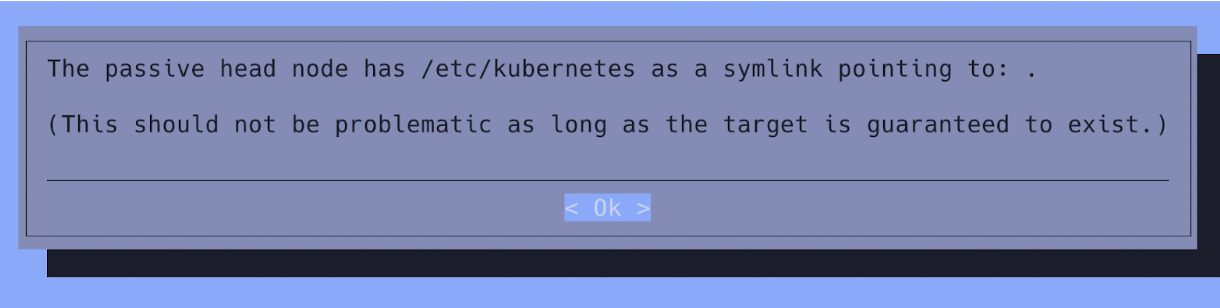 The passive head node has /etc/kubernetes as a symlink pointing to: .
(This should not be problematic as long as the target is guaranteed to exist.)
< Ok >